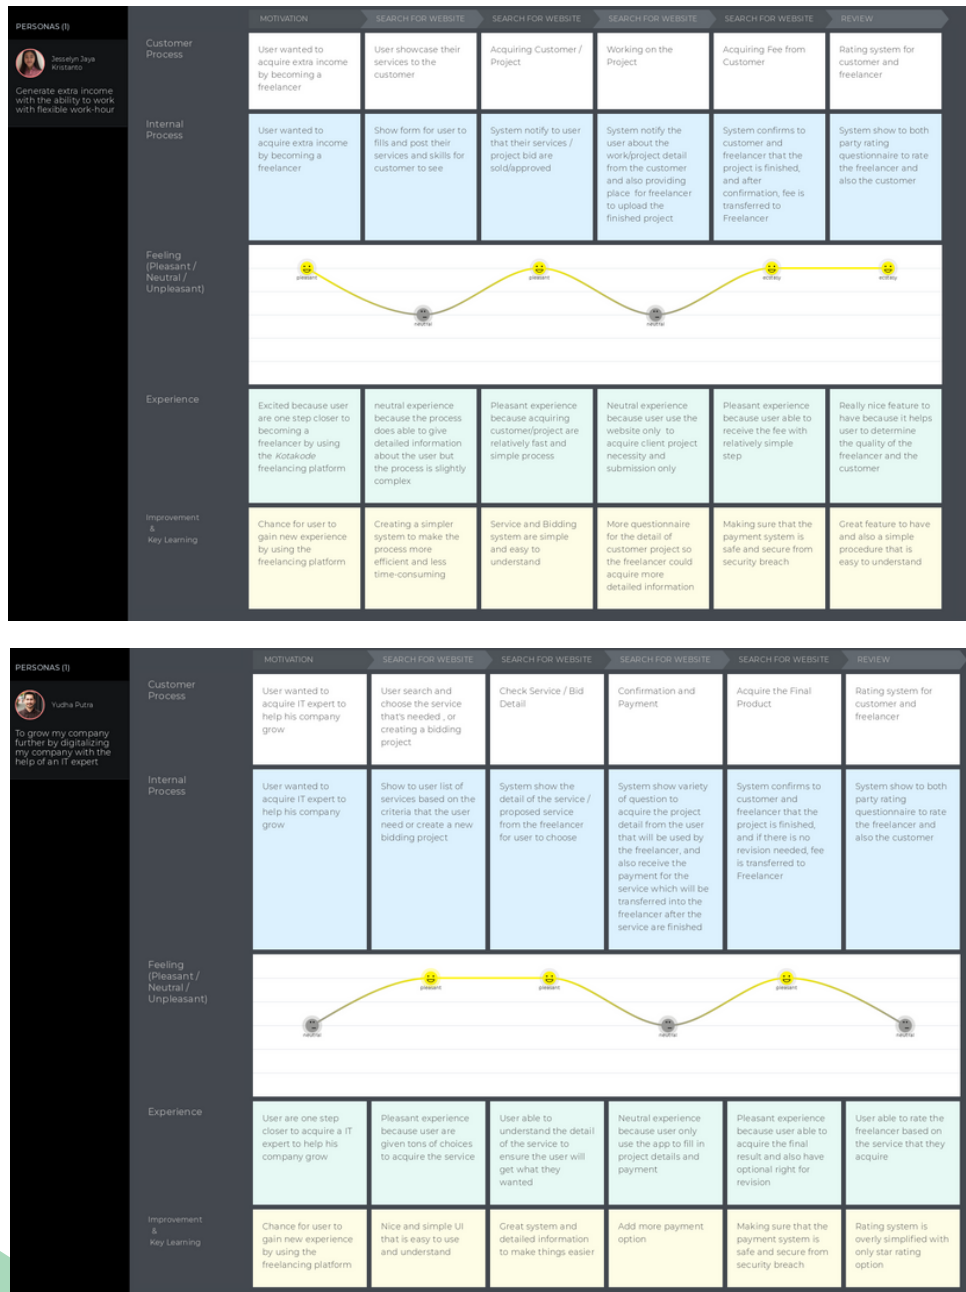 PERSONAS (1)
Jesselyn Jaya
Kristanto
Generate extra income
with the ability to work
with flexible work-hour
MOTIVATION
SEARCH FOR WEBSITE
SEARCH FOR WEBSITE
SEARCH FOR WEBSITE
SEARCH FOR WEBSITE
REVIEW
Customer
Process
User wanted to
acquire extra income
by becoming a
freelancer
User showcase their
services to the
customer
Acquiring Customer /
Project
Working on the
Project
Acquiring Fee from
Customer
Rating system for
customer and
freelancer
Internal
Process
User wanted to
acquire extra income
by becoming a
freelancer
Show form for user to
fills and post their
services and skills for
customer to see
System notify to user
that their services /
project bid are
sold/approved
System notify the
user about the
work/project detail
from the customer
and also providing
place for freelancer
to upload the
finished project
System confirms to
customer and
freelancer that the
project is finished,
and after
confirmation, fee is
transferred to
Freelancer
System show to both
party rating
questionnaire to rate
the freelancer and
also the customer
Feeling
(Pleasant /
Neutral /
Unpleasant)
pleasant
neutral
pleasant
neutral
ecstasy
ecstasy
Experience
Excited because user
are one step closer to
becoming a
freelancer by using
the Kotakode
freelancing platform
neutral experience
because the process
does able to give
detailed information
about the user but
the process is slightly
complex
Pleasant experience
because acquiring
customer/project are
relatively fast and
simple process
Neutral experience
because user use the
website only to
acquire client project
necessity and
submission only
Pleasant experience
because user able to
receive the fee with
relatively simple
step
Really nice feature to
have because it helps
user to determine
the quality of the
freelancer and the
customer
Improvement
&
Key Learning
Chance for user to
gain new experience
by using the
freelancing platform
Creating a simpler
system to make the
process more
efficient and less
time-consuming
Service and Bidding
system are simple
and easy to
understand
More questionnaire
for the detail of
customer project so
the freelancer could
acquire more
detailed information
Making sure that the
payment system is
safe and secure from
security breach
Great feature to have
and also a simple
procedure that is
easy to understand
PERSONAS (1)
Yudha Putra
To grow my company
further by digitalizing
my company with the
help of an IT expert
MOTIVATION
SEARCH FOR WEBSITE
SEARCH FOR WEBSITE
SEARCH FOR WEBSITE
SEARCH FOR WEBSITE
REVIEW
Customer
Process
User wanted to
acquire IT expert to
help his company
grow
User search and
choose the service
that's needed , or
creating a bidding
project
Check Service / Bid
Detail
Confirmation and
Payment
Acquire the Final
Product
Rating system for
customer and
freelancer
Internal
Process
User wanted to
acquire IT expert to
help his company
grow
Show to user list of
services based on the
criteria that the user
need or create a new
bidding project
System show the
detail of the service /
proposed service
from the freelancer
for user to choose
System show variety
of question to
acquire the project
detail from the user
that will be used by
the freelancer, and
also receive the
payment for the
service which will be
transferred into the
freelancer after the
service are finished
System confirms to
customer and
freelancer that the
project is finished,
and if there is no
revision needed, fee
is transferred to
Freelancer
System show to both
party rating
questionnaire to rate
the freelancer and
also the customer
Feeling
(Pleasant /
Neutral /
Unpleasant)
neutral
pleasant
pleasant
neutral
pleasant
neutral
Experience
User are one step
closer to acquire a IT
expert to help his
company grow
Pleasant experience
because user are
given tons of choices
to acquire the service
User able to
understand the detail
of the service to
ensure the user will
get what they
wanted
Neutral experience
because user only
use the app to fill in
project details and
payment
Pleasant experience
because user able to
acquire the final
result and also have
optional right for
revision
User able to rate the
freelancer based on
the service that they
acquire
Improvement
&
Key Learning
Chance for user to
gain new experience
by using the
freelancing platform
Nice and simple UI
that is easy to use
and understand
Great system and
detailed information
to make things easier
Add more payment
option
Making sure that the
payment system is
safe and secure from
security breach
Rating system is
overly simplified with
only star rating
option